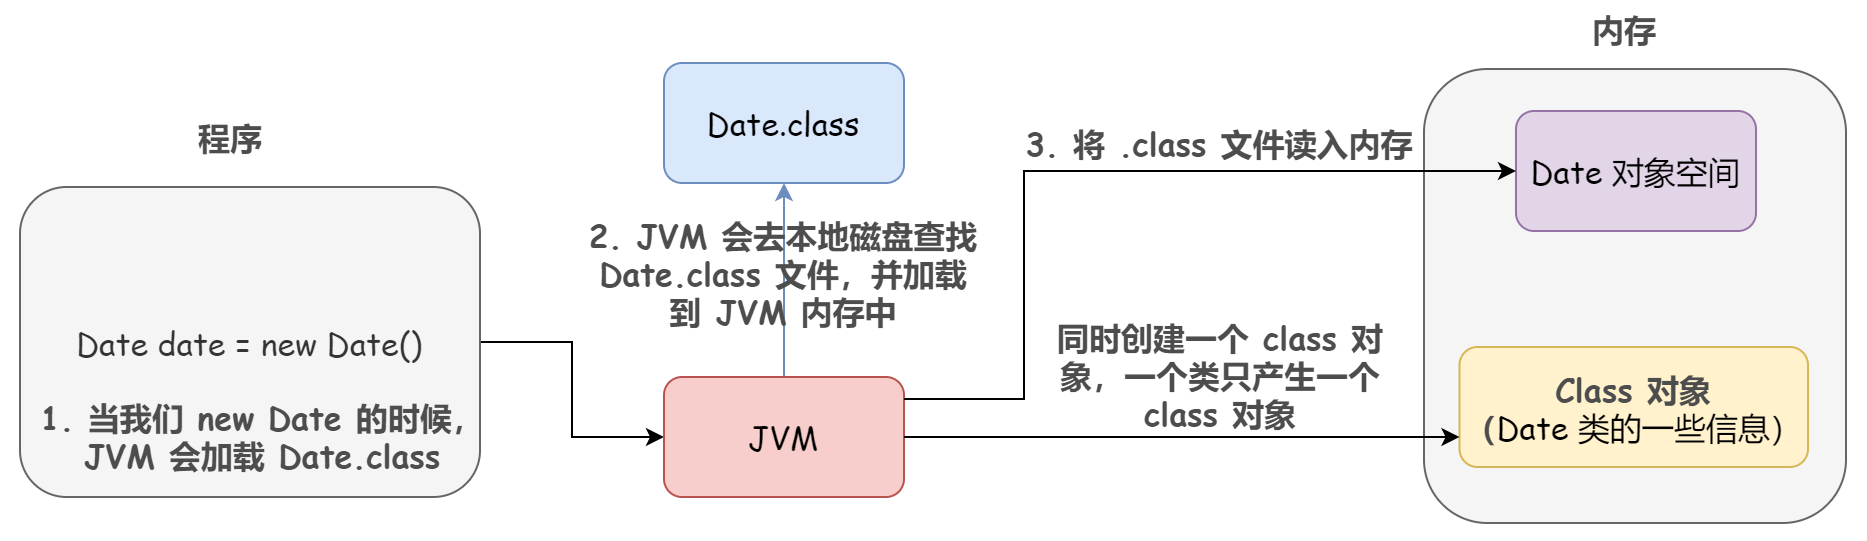 程序
Date date = new Date()
1. 当我们 new Date 的时候，
JVM 会加载 Date.class
Date.class
2. JVM 会去本地磁盘查找
Date.class 文件，并加载
到 JVM 内存中
JVM
3. 将 .class 文件读入内存
同时创建一个 class 对
象，一个类只产生一个
class 对象
内存
Date 对象空间
Class 对象
（Date 类的一些信息）